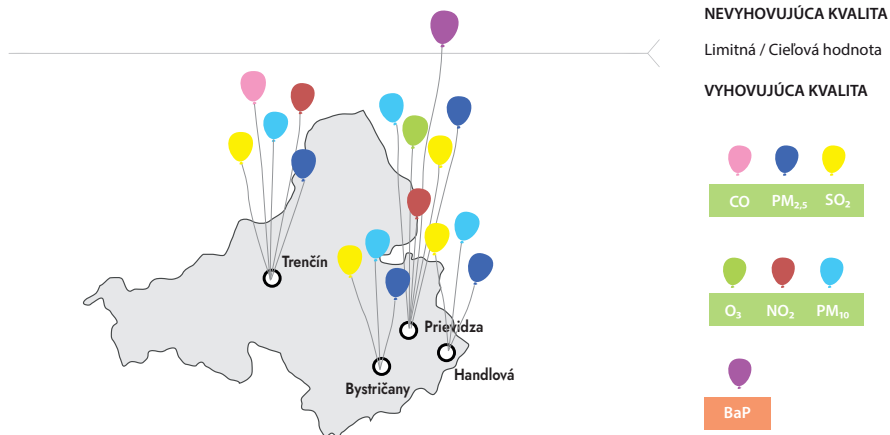 NEVYHOVUJÚCA KVALITA
Limitná / Cieľová hodnota
VYHOVUJÚCA KVALITA
CO PM2,5 SO2
O3 NO2 PM10
BaP
Trenčín
Prievidza
Handlová
Bystričany